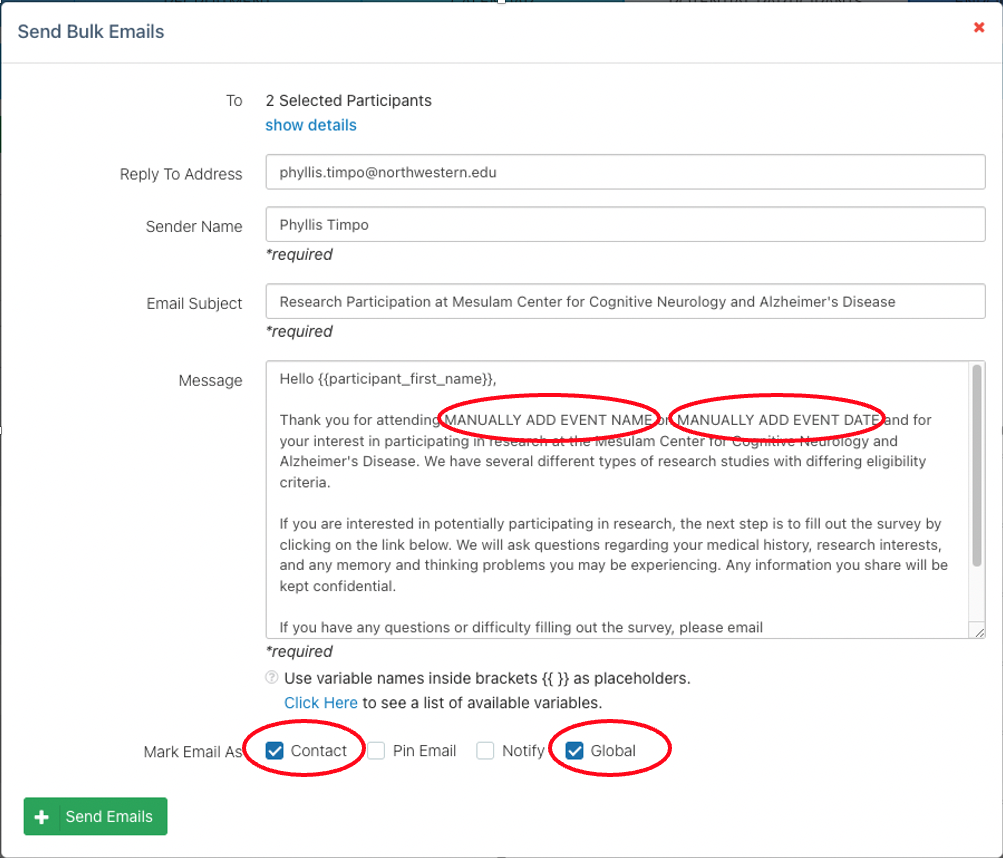 Send Bulk Emails
To 2 Selected Participants
show details
Reply To Address phyllis.timpo@northwestern.edu
Sender Name Phyllis Timpo
*required
Email Subject Research Participation at Mesulam Center for Cognitive Neurology and Alzheimer's Disease
*required
Message Hello {{participant_first_name}},
Thank you for attending MANUALLY ADD EVENT NAME on MANUALLY ADD EVENT DATE and for
your interest in participating in research at the Mesulam Center for Cognitive Neurology and
Alzheimer's Disease. We have several different types of research studies with differing eligibility
criteria.
If you are interested in potentially participating in research, the next step is to fill out the survey by
clicking on the link below. We will ask questions regarding your medical history, research interests,
and any memory and thinking problems you may be experiencing. Any information you share will be
kept confidential.
If you have any questions or difficulty filling out the survey, please email
*required
Use variable names inside brackets {{ }} as placeholders.
Click Here to see a list of available variables.
Mark Email As Contact Pin Email Notify Global
Send Emails